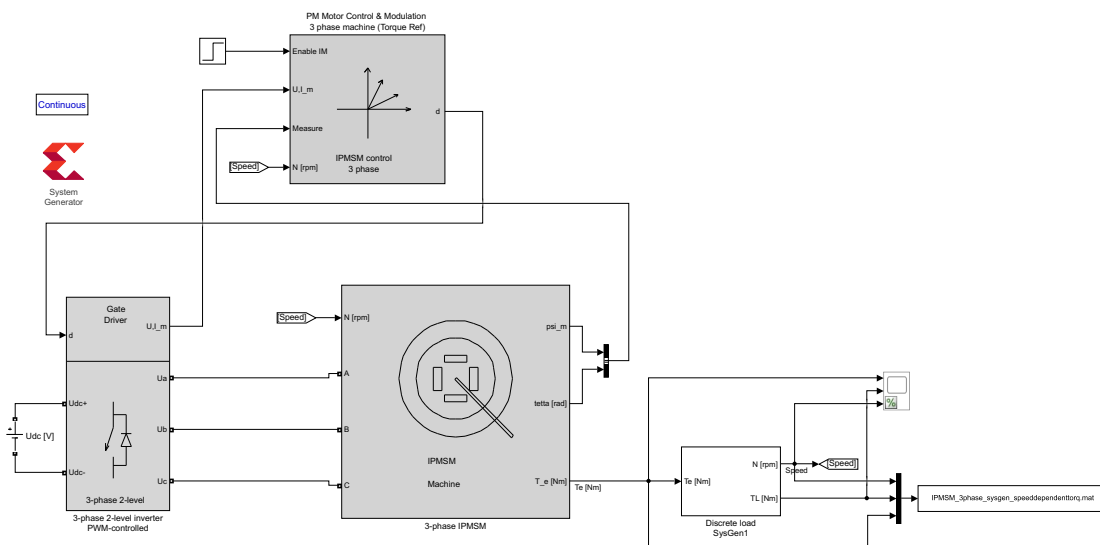 PM Motor Control & Modulation
3 phase machine (Torque Ref)
Enable IM
U,I_m
Measure
N [rpm]
d
IPMSM control
3 phase
[Speed]
Continuous
System
Generator
Gate
Driver
d
U,I_m
Ua
Ub
Uc
Udc+
Udc-
Udc [V]
+
3-phase 2-level
3-phase 2-level inverter
PWM-controlled
[Speed]
N [rpm]
A
B
C
psi_m
tetta [rad]
T_e [Nm]
IPMSM
Machine
3-phase IPMSM
Te [Nm]
Te [Nm]
N [rpm]
TL [Nm]
Discrete load
SysGen1
Speed
[Speed]
%
IPMSM_3phase_sysgen_speeddependenttorq.mat